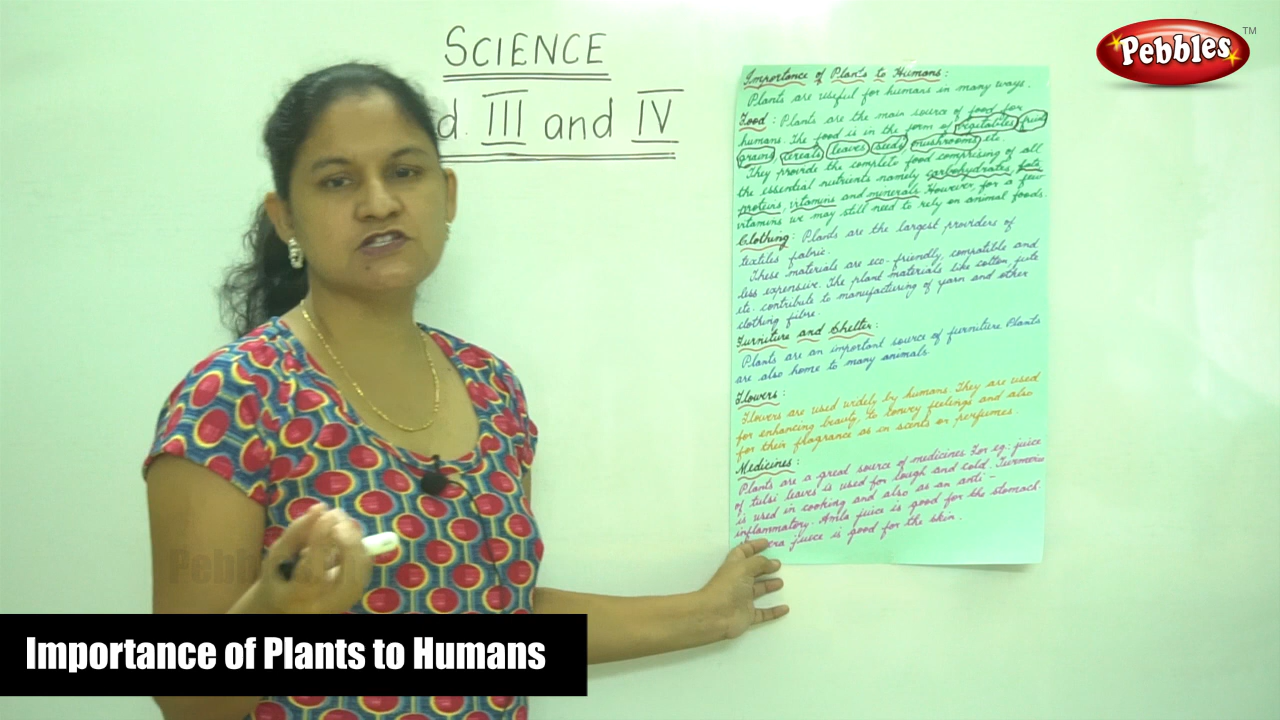 SCIENCE
d. III and IV
Pebbles TM
Importance of Plants to Humans:
Plants are useful for humans in many ways.
Food: Plants are the main source of food for
humans. The food is in the form of vegetables fruits
grains cereals leaves seeds mushrooms etc.
They provide the complete food comprising of all
the essential nutrients namely carbohydrates, fats,
proteins, vitamins and minerals. However, for a few
vitamins we may still need to rely on animal foods.
Clothing: Plants are the largest providers of
textiles fabric.
These materials are eco-friendly, compatible and
less expensive. The plant materials like cotton, jute
etc. contribute to manufacturing of yarn and other
clothing fibre.
Furniture and Shelter:
Plants are an important source of furniture. Plants
are also home to many animals.
Flowers:
Flowers are used widely by humans. They are used
for enhancing beauty, to convey feelings and also
for their fragrance as in scents or perfumes.
Medicines:
Plants are a great source of medicines. For eg: juice
of tulsi leaves is used for cough and cold. Turmeric
is used in cooking and also as an anti-
inflammatory. Amla juice is good for the stomach.
juice is good for the skin.
Importance of Plants to Humans